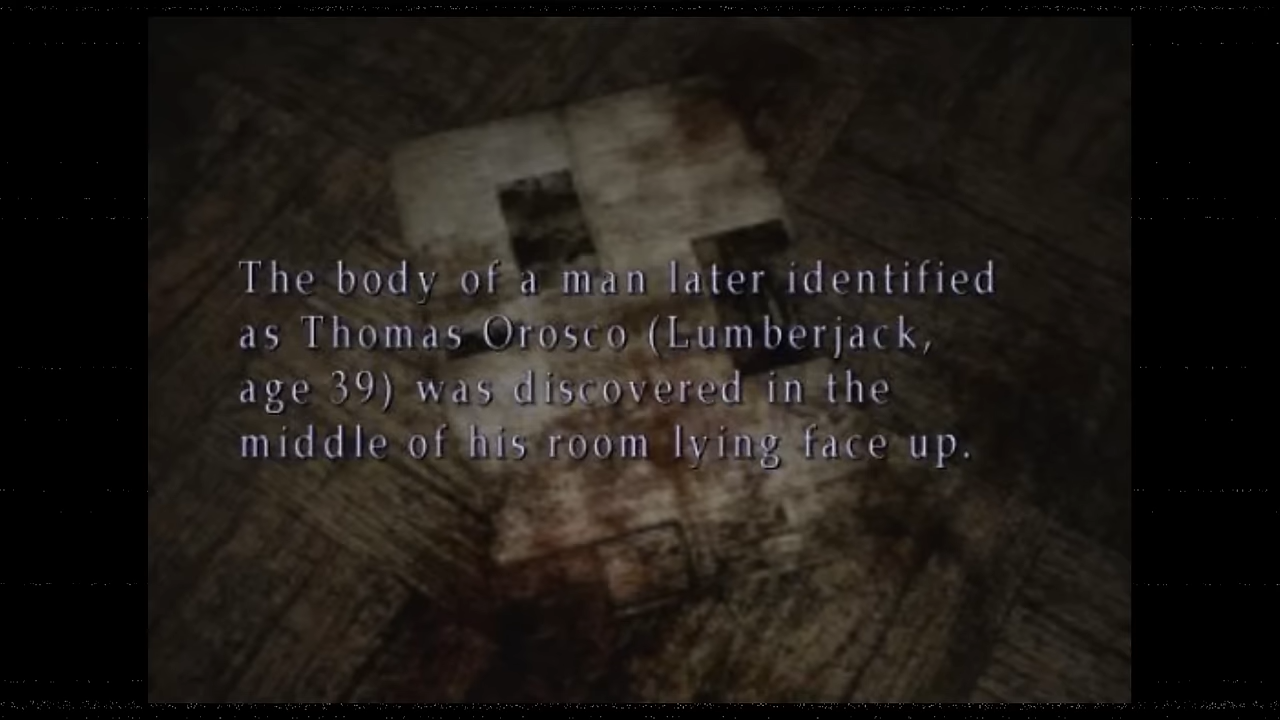 The body of a man later identified
as Thomas Orosco (Lumberjack,
age 39) was discovered in the
middle of his room lying face up.